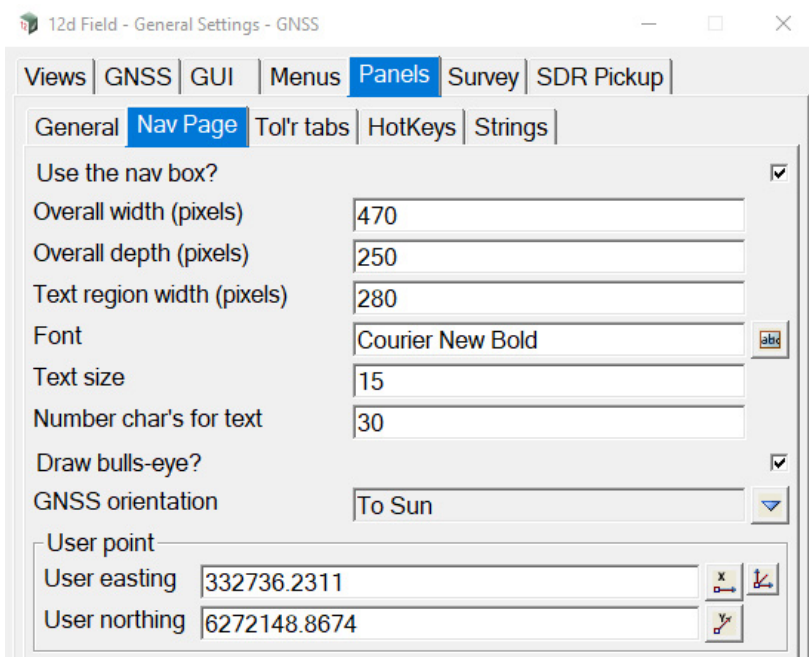 12d Field - General Settings - GNSS
Views GNSS GUI Menus Panels Survey SDR Pickup
General Nav Page Tol'r tabs HotKeys Strings
Use the nav box?
Overall width (pixels) 470
Overall depth (pixels) 250
Text region width (pixels) 280
Font Courier New Bold abc
Text size 15
Number char's for text 30
Draw bulls-eye?
GNSS orientation To Sun
User point
User easting 332736.2311 X
User northing 6272148.8674 Y